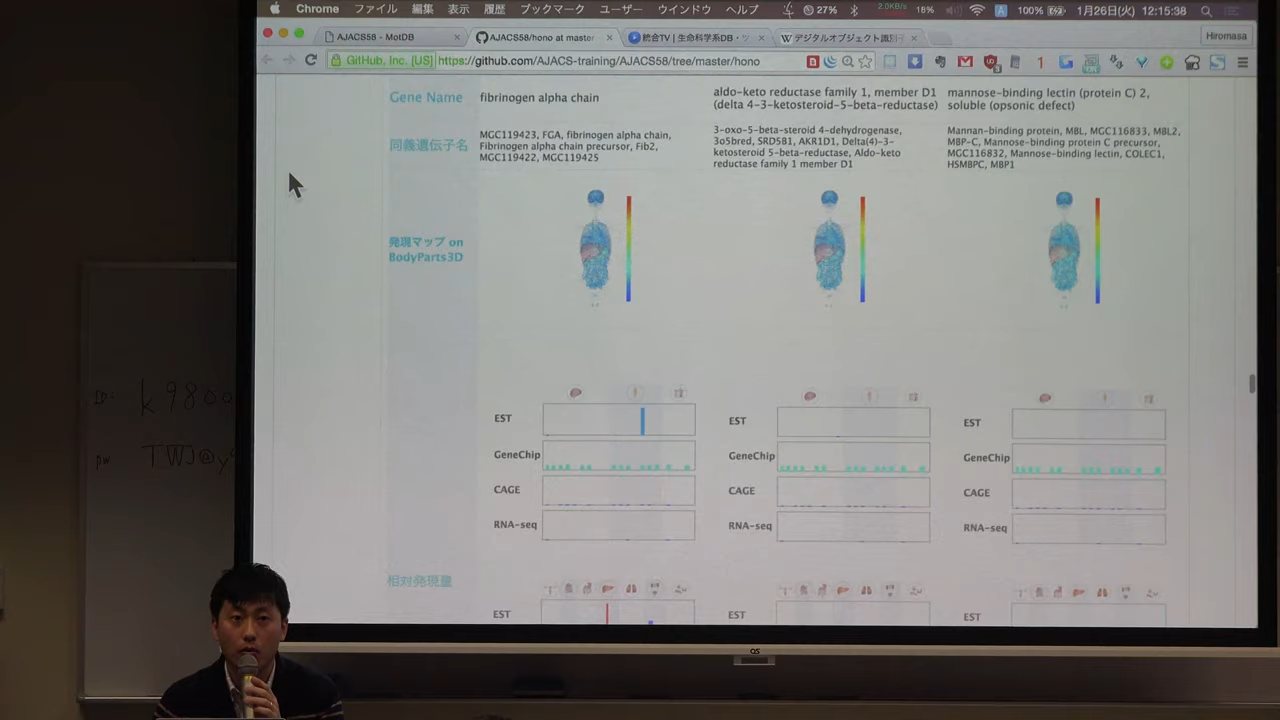 Chrome ファイル 編集 表示 履歴 ブックマーク ユーザー ウインドウ ヘルプ 27% 2.0KB/s 16% A 100% 1月26日(火) 12:15:38
AJACS58 - MotDB
AJACS58/hono at master
統合TV | 生命科学系DB・ツ
デジタルオブジェクト識別子
Hiromasa
GitHub, Inc. [US] https://github.com/AJACS-training/AJACS58/tree/master/hono
Gene Name
fibrinogen alpha chain
aldo-keto reductase family 1, member D1
(delta 4-3-ketosteroid-5-beta-reductase)
mannose-binding lectin (protein C) 2,
soluble (opsonic defect)
同義遺伝子名
MGC119423, FGA, fibrinogen alpha chain,
Fibrinogen alpha chain precursor, Fib2,
MGC119422, MGC119425
3-oxo-5-beta-steroid 4-dehydrogenase,
3o5bred, SRD5B1, AKR1D1, Delta(4)-3-
ketosteroid 5-beta-reductase, Aldo-keto
reductase family 1 member D1
Mannan-binding protein, MBL, MGC116833, MBL2,
MBP-C, Mannose-binding protein C precursor,
MGC116832, Mannose-binding lectin, COLEC1,
HSMBPC, MBP1
発現マップ on
BodyParts3D
EST
GeneChip
CAGE
RNA-seq
EST
GeneChip
CAGE
RNA-seq
EST
GeneChip
CAGE
RNA-seq
相対発現量
EST
EST
EST
ID: k9800
pw TWJ@y